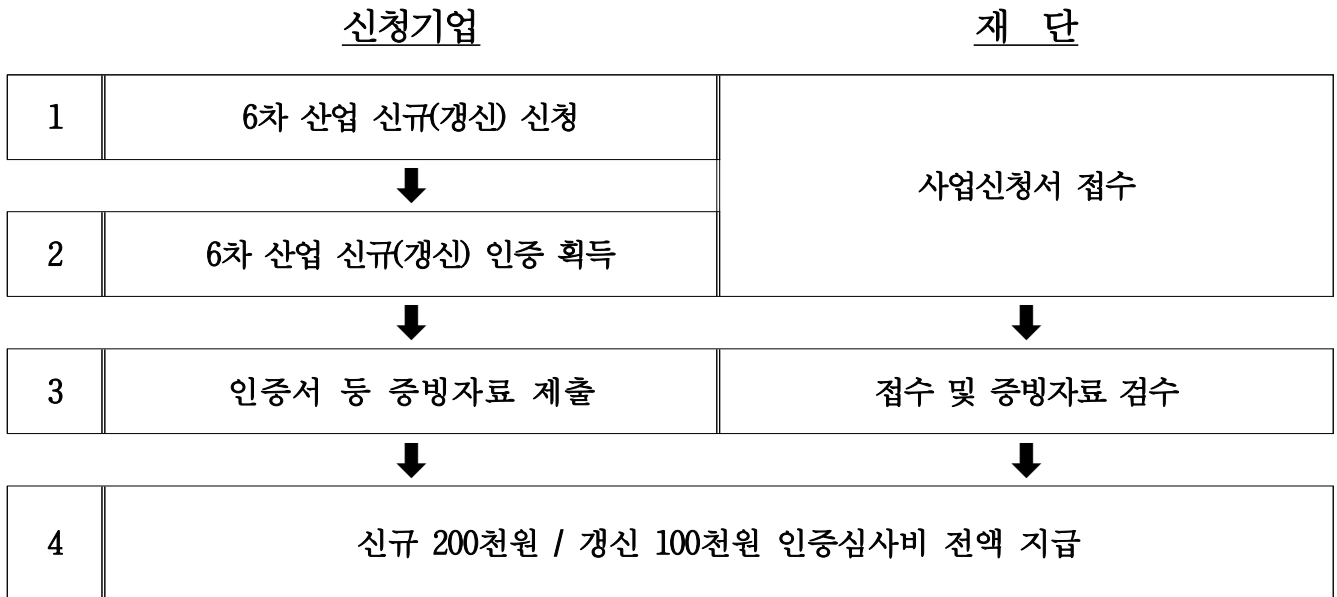 신청기업
재 단
1
6차 산업 신규(갱신) 신청
사업신청서 접수
2
6차 산업 신규(갱신) 인증 획득
3
인증서 등 증빙자료 제출
접수 및 증빙자료 검수
4
신규 200천원 / 갱신 100천원 인증심사비 전액 지급